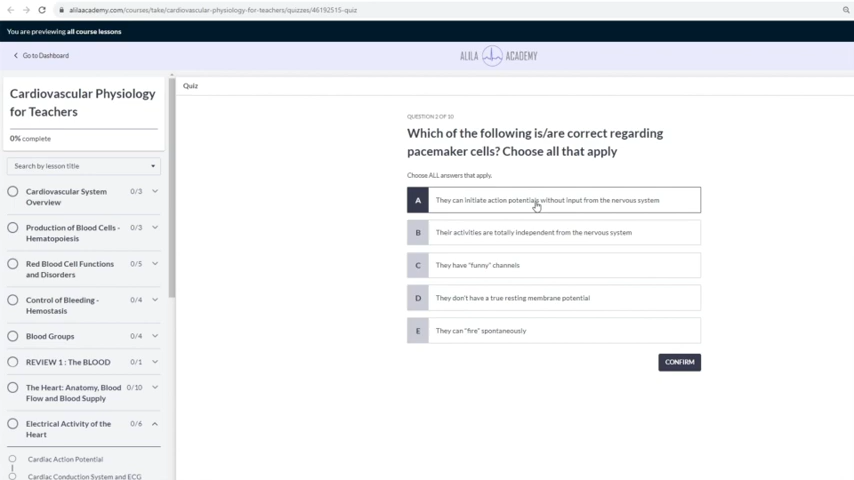 alilaacademy.com/courses/take/cardiovascular-physiology-for-teachers/quizzes/46192515-quiz
You are previewing all course lessons
Go to Dashboard
ALILA ACADEMY
Cardiovascular Physiology
for Teachers
0% complete
Search by lesson title
Cardiovascular System
Overview
0/3
Production of Blood Cells -
Hematopoiesis
0/3
Red Blood Cell Functions
and Disorders
0/5
Control of Bleeding -
Hemostasis
0/4
Blood Groups
0/4
REVIEW 1 : The BLOOD
0/1
The Heart: Anatomy, Blood
Flow and Blood Supply
0/10
Electrical Activity of the
Heart
0/6
Cardiac Action Potential
Cardiac Conduction System and ECG
Quiz
QUESTION 2 OF 10
Which of the following is/are correct regarding
pacemaker cells? Choose all that apply
Choose ALL answers that apply.
A They can initiate action potentials without input from the nervous system
B Their activities are totally independent from the nervous system
C They have "funny" channels
D They don't have a true resting membrane potential
E They can "fire" spontaneously
CONFIRM